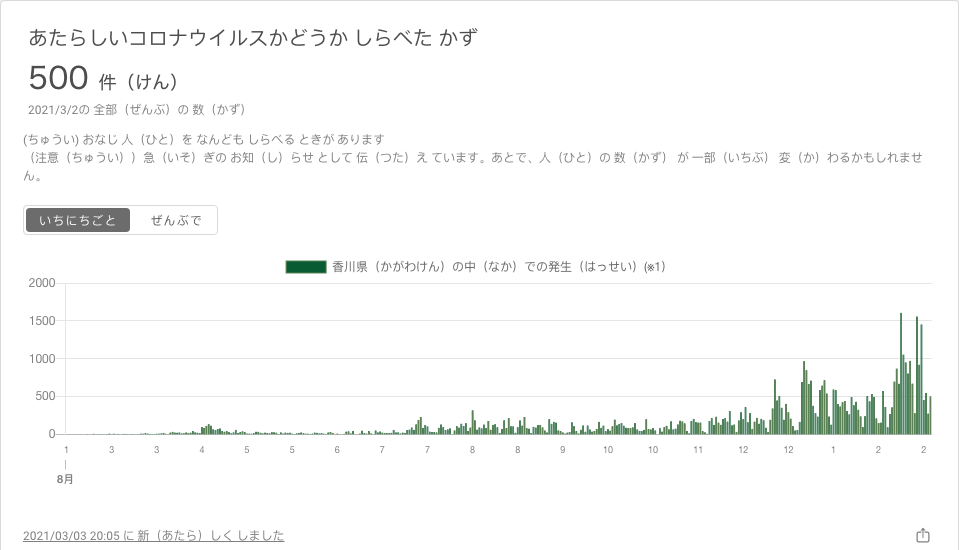 あたらしいコロナウイルスかどうか しらべた かず
500 件（けん）
2021/3/2の 全部（ぜんぶ）の 数（かず）
(ちゅうい) おなじ 人（ひと）を なんども しらべる ときが あります
（注意（ちゅうい））急（いそ）ぎの お知（し）らせ として 伝（つた）え ています。あとで、人（ひと）の 数（かず） が 一部（いちぶ） 変（か）わるかもしれませ
ん。
いちにちごと ぜんぶで
香川県（かがわけん）の中（なか）での発生（はっせい）(※1)
2000
1500
1000
500
0
1 3 3 4 5 5 6 7 7 8 8 9 10 10 11 12 12 1 2 2
8月
2021/03/03 20:05 に 新（あたら）しく しました